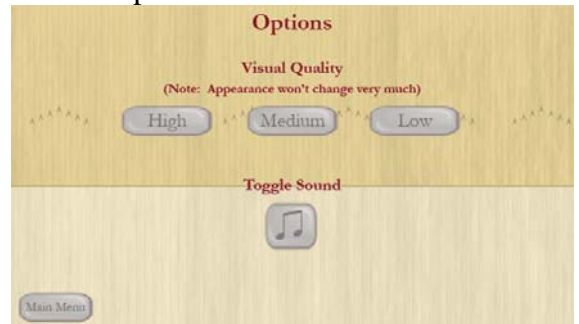 Options
Visual Quality
(Note: Appearance won't change very much)
High Medium Low
Toggle Sound
Main Menu